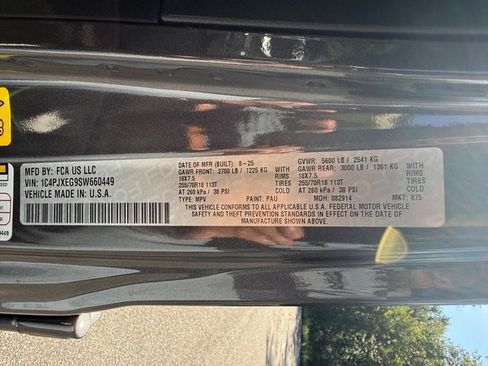 MFD BY: FCA US LLC
VIN: 1C4PJXEG9SW660449
VEHICLE MADE IN: U.S.A.
DATE OF MFR (BUILT): 8-25
GAWR FRONT: 2700 LB / 1225 KG
WITH
RIMS
18X7.5
TIRES
255/70R18 113T
COLD
AT 260 kPa / 38 PSI
GVWR: 5600 LB / 2541 KG
GAWR REAR: 3000 LB / 1361 KG
WITH
RIMS
18X7.5
TIRES
255/70R18 113T
COLD
AT 260 kPa / 38 PSI
TYPE: MPV
PAINT: PAU
MDH: 082914
MKT: 875
THIS VEHICLE CONFORMS TO ALL APPLICABLE U.S.A. FEDERAL MOTOR VEHICLE
SAFETY AND THEFT PREVENTION STANDARDS IN EFFECT ON THE DATE OF
MANUFACTURE SHOWN ABOVE.